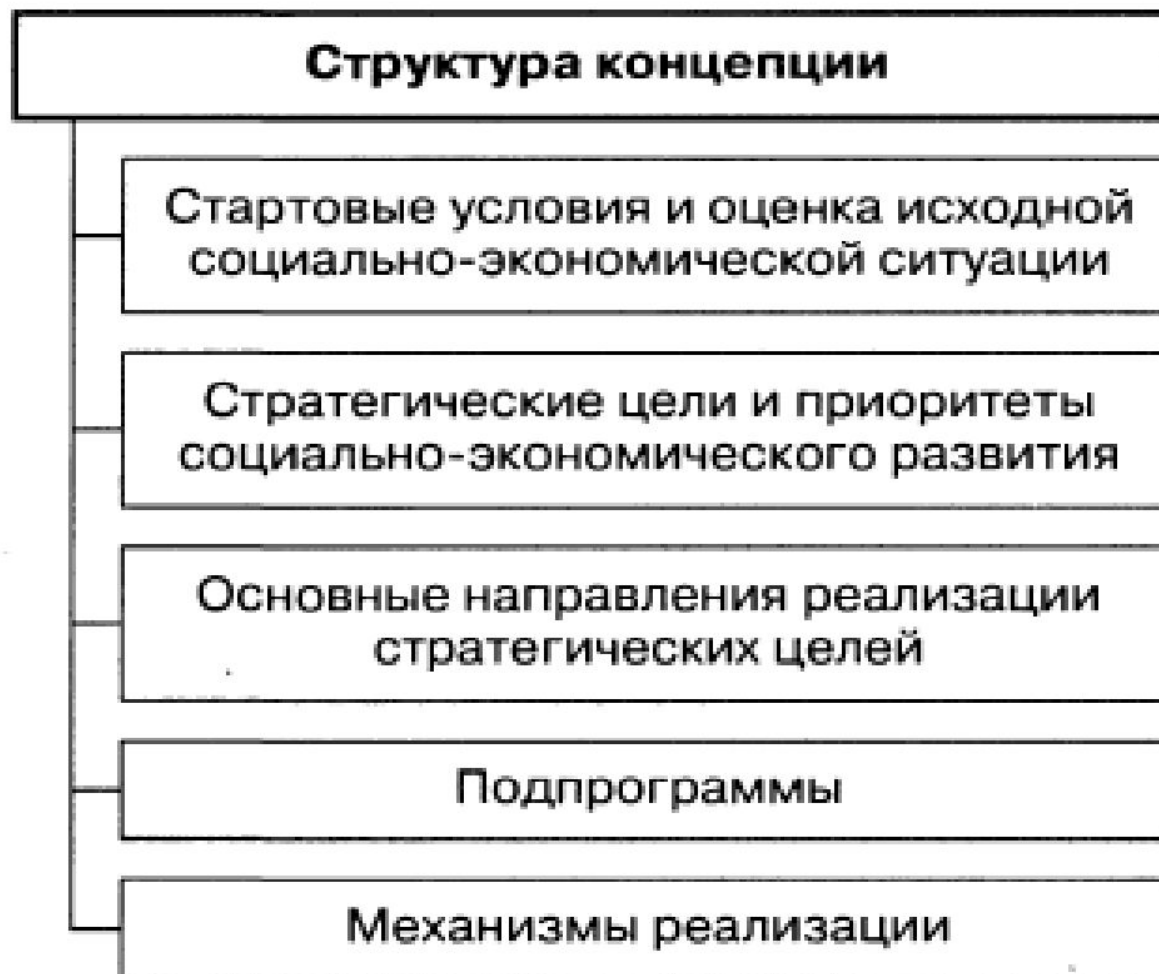 Структура концепции
Стартовые условия и оценка исходной
социально-экономической ситуации
Стратегические цели и приоритеты
социально-экономического развития
Основные направления реализации
стратегических целей
Подпрограммы
Механизмы реализации